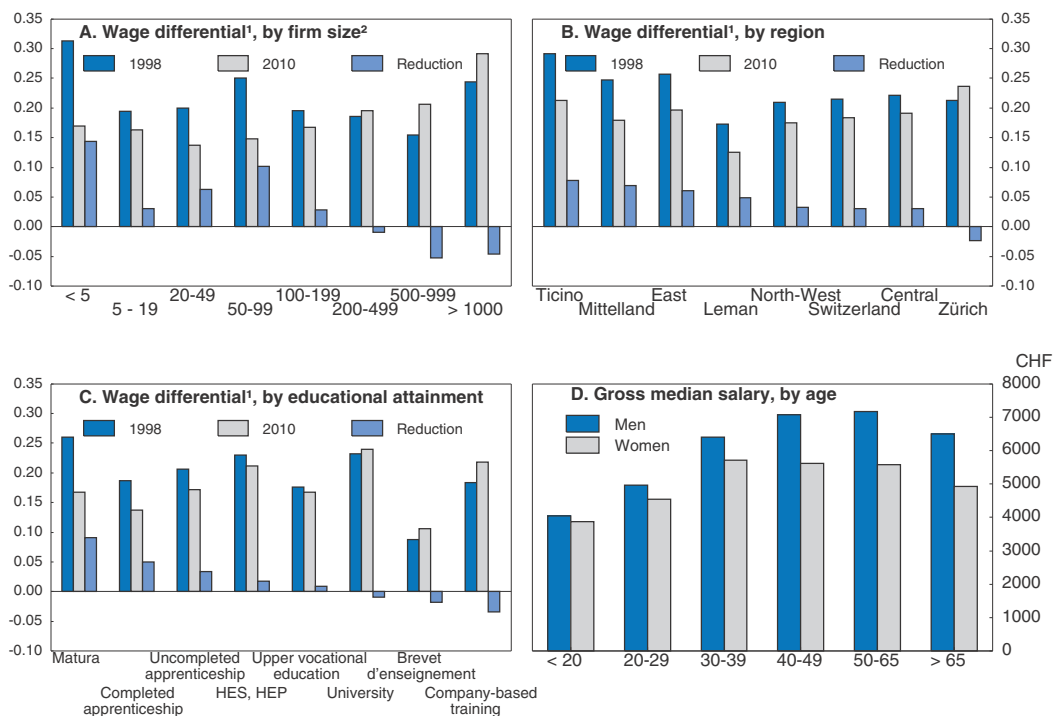 A. Wage differential¹, by firm size²
1998 2010 Reduction
0.35
0.30
0.25
0.20
0.15
0.10
0.05
0.00
-0.05
-0.10
< 5 20-49 100-199 500-999
5 - 19 50-99 200-499 > 1000
B. Wage differential¹, by region
1998 2010 Reduction
0.35
0.30
0.25
0.20
0.15
0.10
0.05
0.00
-0.05
-0.10
Ticino East North-West Central
Mittelland Leman Switzerland Zürich
C. Wage differential¹, by educational attainment
1998 2010 Reduction
0.35
0.30
0.25
0.20
0.15
0.10
0.05
0.00
-0.05
-0.10
Matura Uncompleted Upper vocational Brevet
apprenticeship education d'enseignement
Completed HES, HEP University Company-based
apprenticeship training
CHF
D. Gross median salary, by age
Men
Women
8000
7000
6000
5000
4000
3000
2000
1000
0
< 20 20-29 30-39 40-49 50-65 > 65